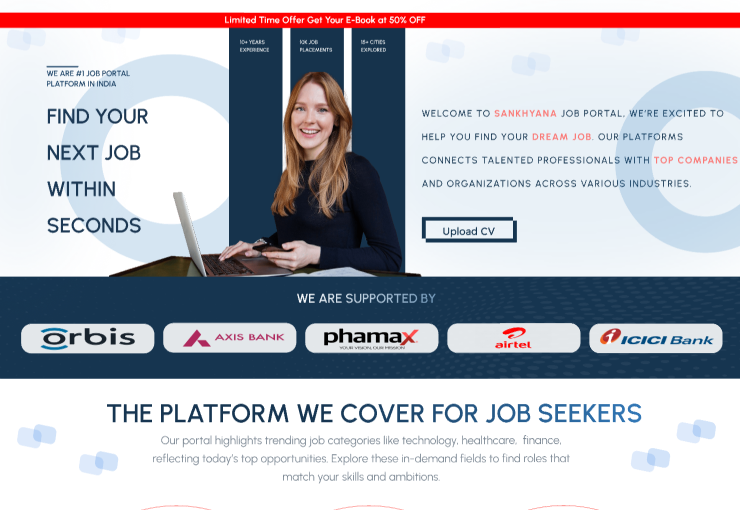 Limited Time Offer Get Your E-Book at 50% OFF
10+ YEARS
EXPERIENCE
10K JOB
PLACEMENTS
15+ CITIES
EXPLORED
WE ARE #1 JOB PORTAL
PLATFORM IN INDIA
FIND YOUR
NEXT JOB
WITHIN
SECONDS
WELCOME TO SANKHYANA JOB PORTAL, WE'RE EXCITED TO
HELP YOU FIND YOUR DREAM JOB. OUR PLATFORMS
CONNECTS TALENTED PROFESSIONALS WITH TOP COMPANIES
AND ORGANIZATIONS ACROSS VARIOUS INDUSTRIES.
Upload CV
WE ARE SUPPORTED BY
orbis
AXIS BANK
phamax
YOUR VISION, OUR MISSION
airtel
ICICI Bank
THE PLATFORM WE COVER FOR JOB SEEKERS
Our portal highlights trending job categories like technology, healthcare, finance,
reflecting today's top opportunities. Explore these in-demand fields to find roles that
match your skills and ambitions.